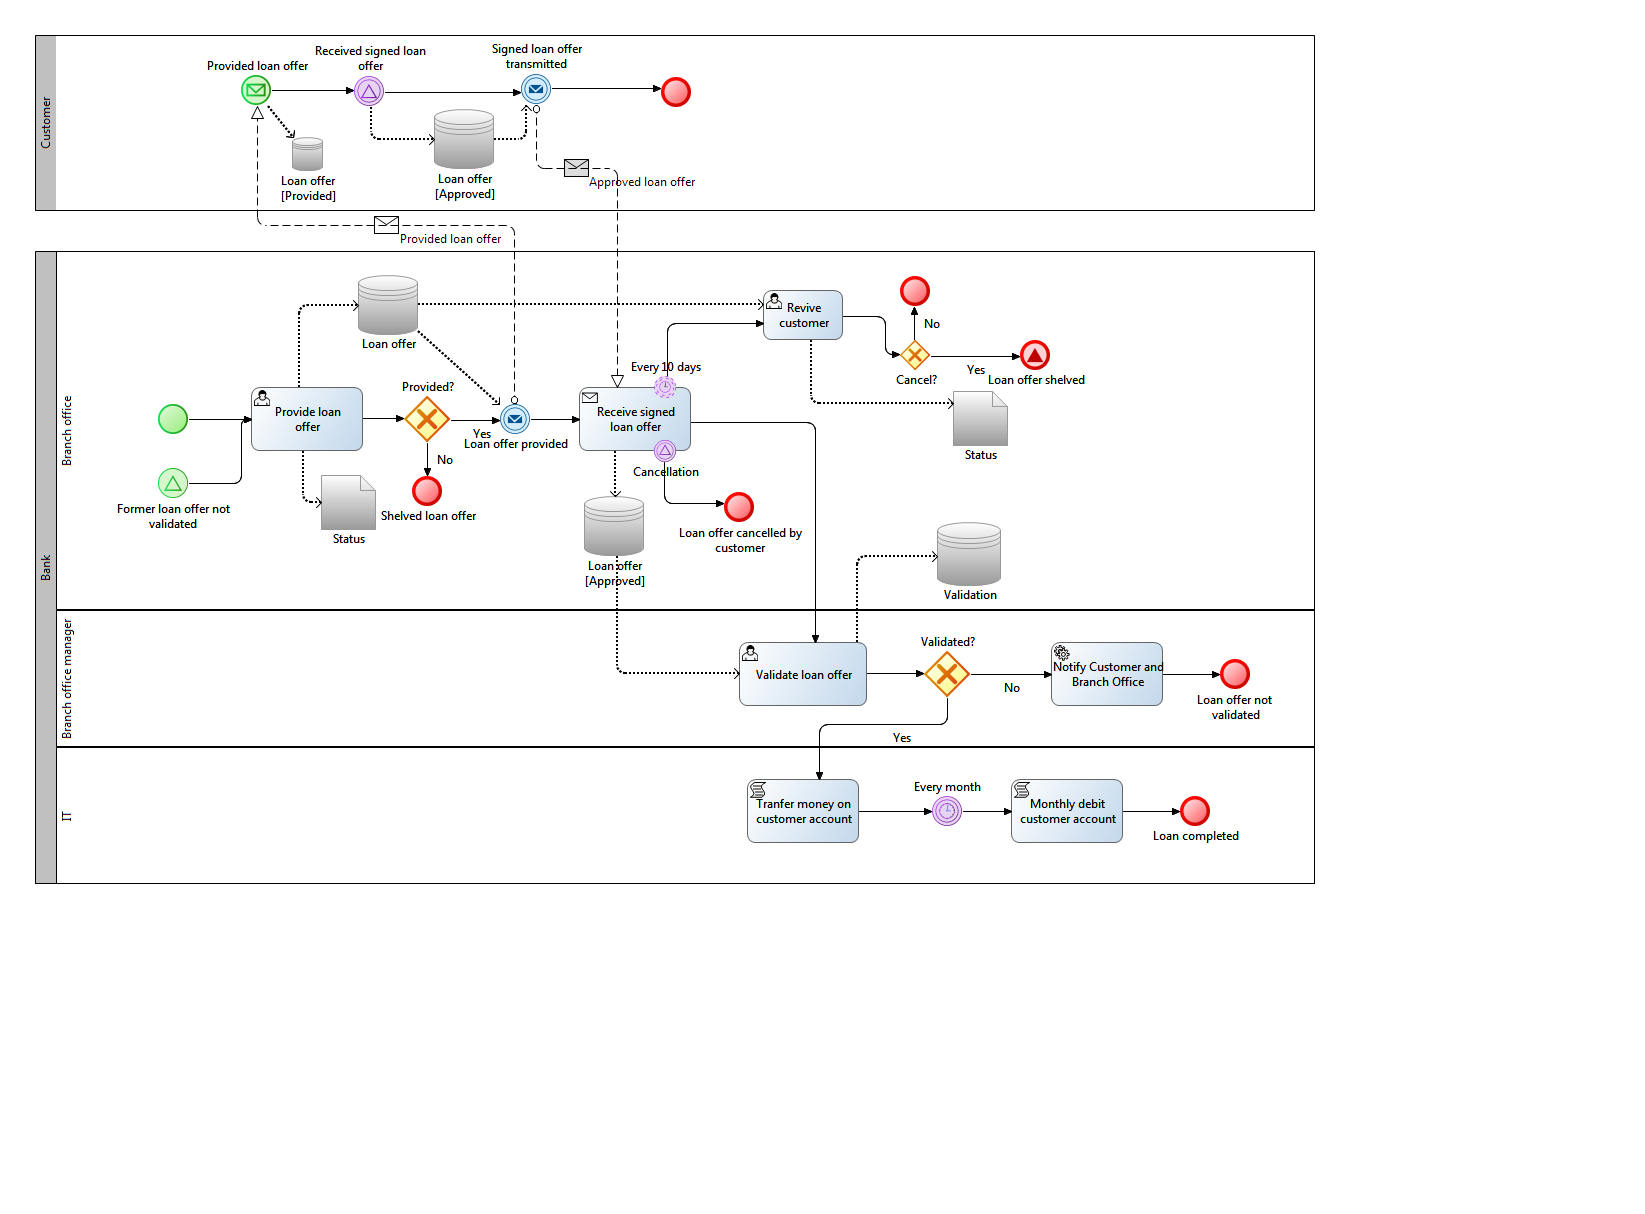 Customer
Provided loan offer
Received signed loan
offer
Signed loan offer
transmitted
Loan offer
[Provided]
Loan offer
[Approved]
Approved loan offer
Provided loan offer
Bank
Branch office
Loan offer
Revive
customer
No
Cancel?
Yes
Loan offer shelved
Every 10 days
Provided?
Provide loan
offer
Yes
Loan offer provided
Receive signed
loan offer
No
Cancellation
Status
Former loan offer not
validated
Shelved loan offer
Status
Loan offer cancelled by
customer
Loan offer
[Approved]
Validation
Branch office manager
Validated?
Validate loan offer
No
Notify Customer and
Branch Office
Loan offer not
validated
Yes
IT
Tranfer money on
customer account
Every month
Monthly debit
customer account
Loan completed